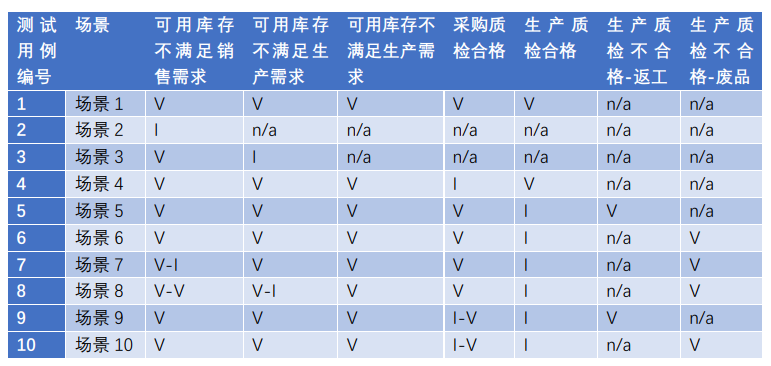 测试用例编号 场景 可用库存不满足销售需求 可用库存不满足生产需求 可用库存不满足生产需求 采购质检合格 生产质检合格 生产质检不合格-返工 生产质检不合格-废品
1 场景 1 V V V V V n/a n/a
2 场景 2 I n/a n/a n/a n/a n/a n/a
3 场景 3 V I n/a n/a n/a n/a n/a
4 场景 4 V V V I V n/a n/a
5 场景 5 V V V V I V n/a
6 场景 6 V V V V I n/a V
7 场景 7 V-I V V V I n/a V
8 场景 8 V-V V-I V V I n/a V
9 场景 9 V V V I-V I V n/a
10 场景 10 V V V I-V I n/a V